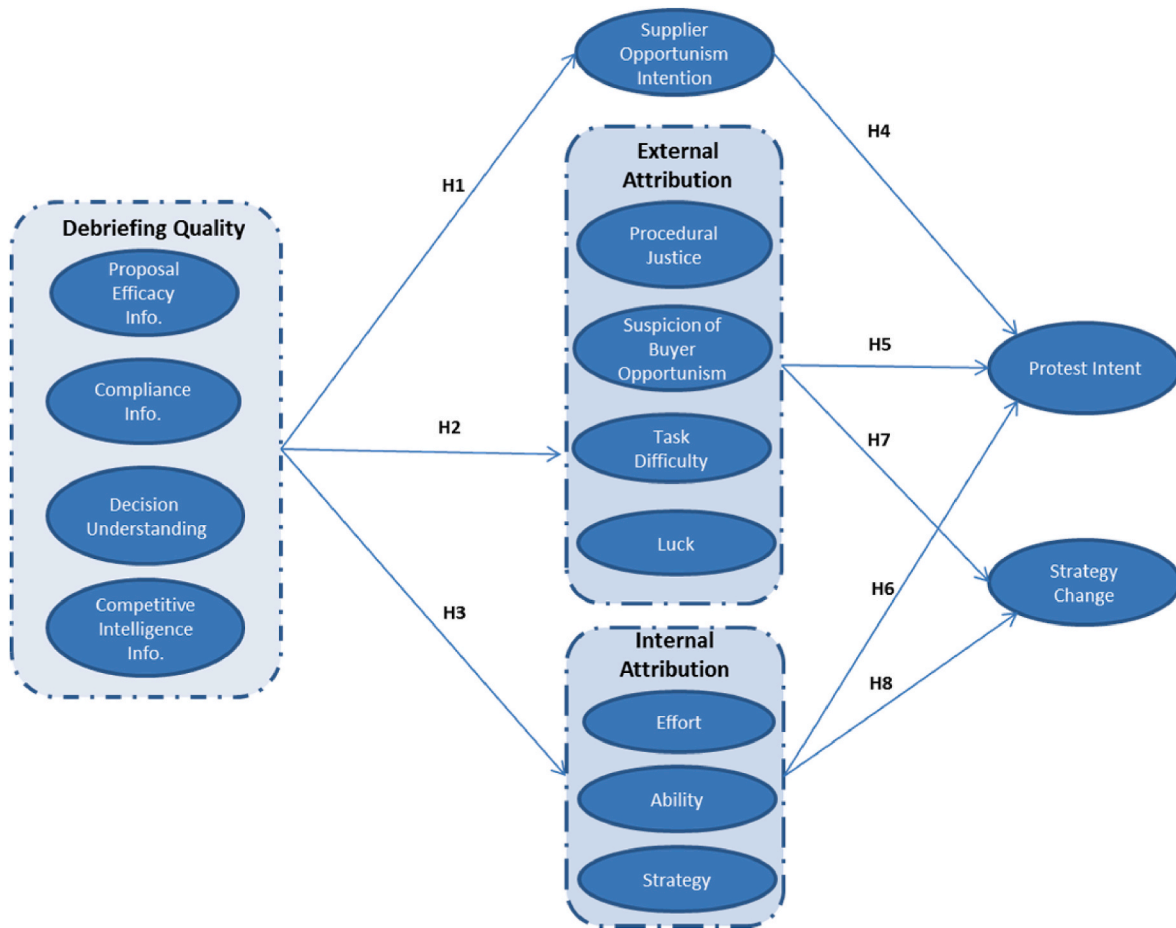 Supplier
Opportunism
Intention
H4
External
Attribution
H1
Debriefing Quality
Procedural
Justice
Proposal
Efficacy
Info.
Suspicion of
Buyer
Opportunism
H5
Protest Intent
Compliance
Info.
H2
Task
Difficulty
H7
Decision
Understanding
Luck
Strategy
Change
H6
Competitive
Intelligence
Info.
H3
Internal
Attribution
H8
Effort
Ability
Strategy